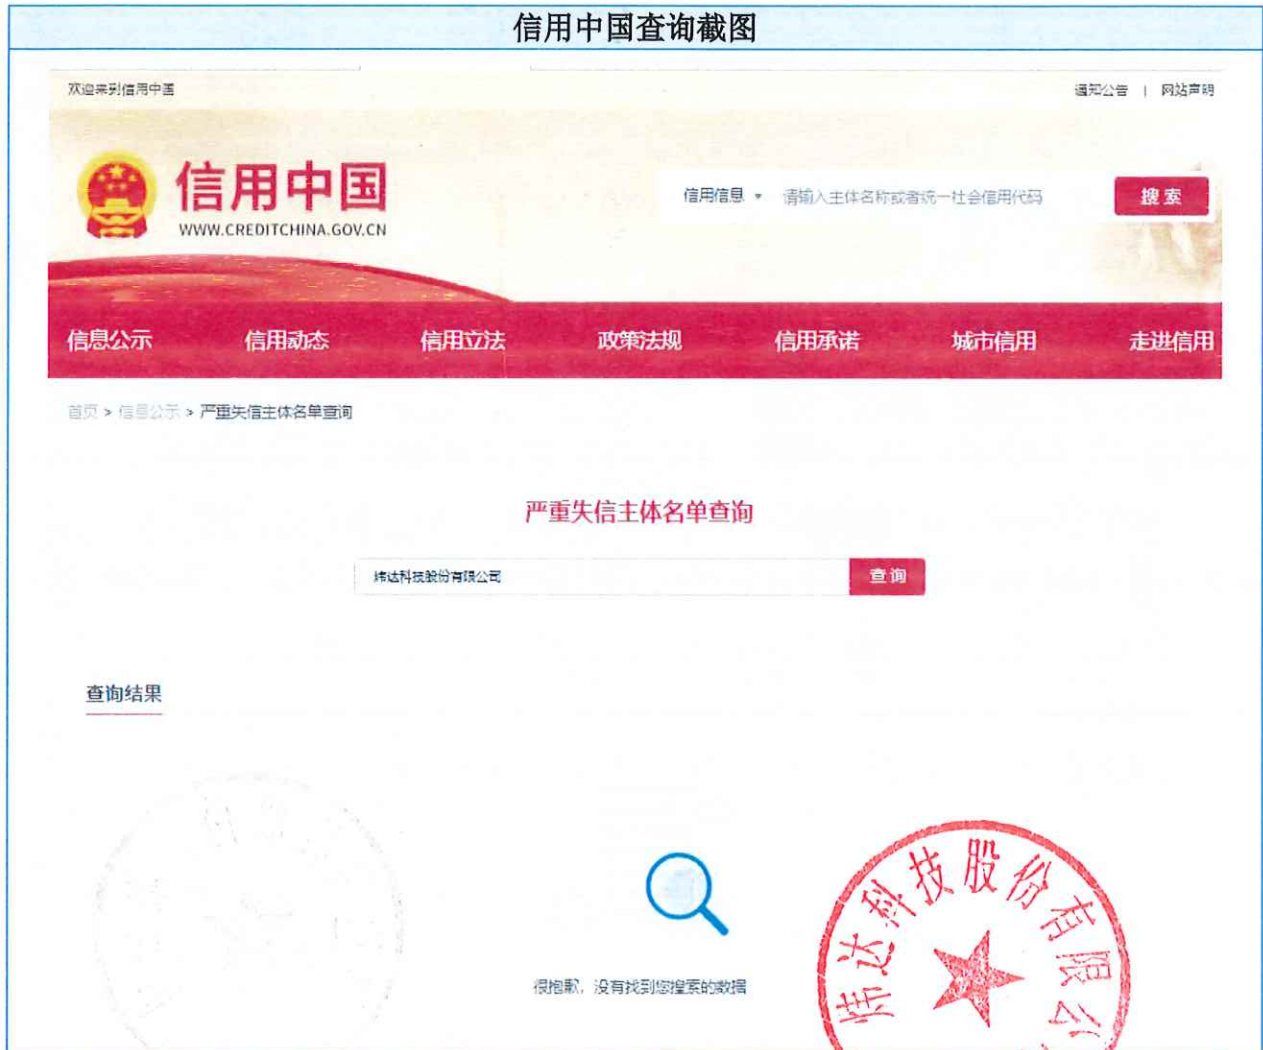 信用中国查询截图
欢迎来到信用中国
通知公告 | 网站声明
信用中国
WWW.CREDITCHINA.GOV.CN
信用信息
请输入主体名称或者统一社会信用代码
搜索
信息公示 信用动态 信用立法 政策法规 信用承诺 城市信用 走进信用
首页 > 信息公示 > 严重失信主体名单查询
严重失信主体名单查询
炜达科技股份有限公司
查询
查询结果
很抱歉,没有找到您搜索的数据
炜达科技股份有限公